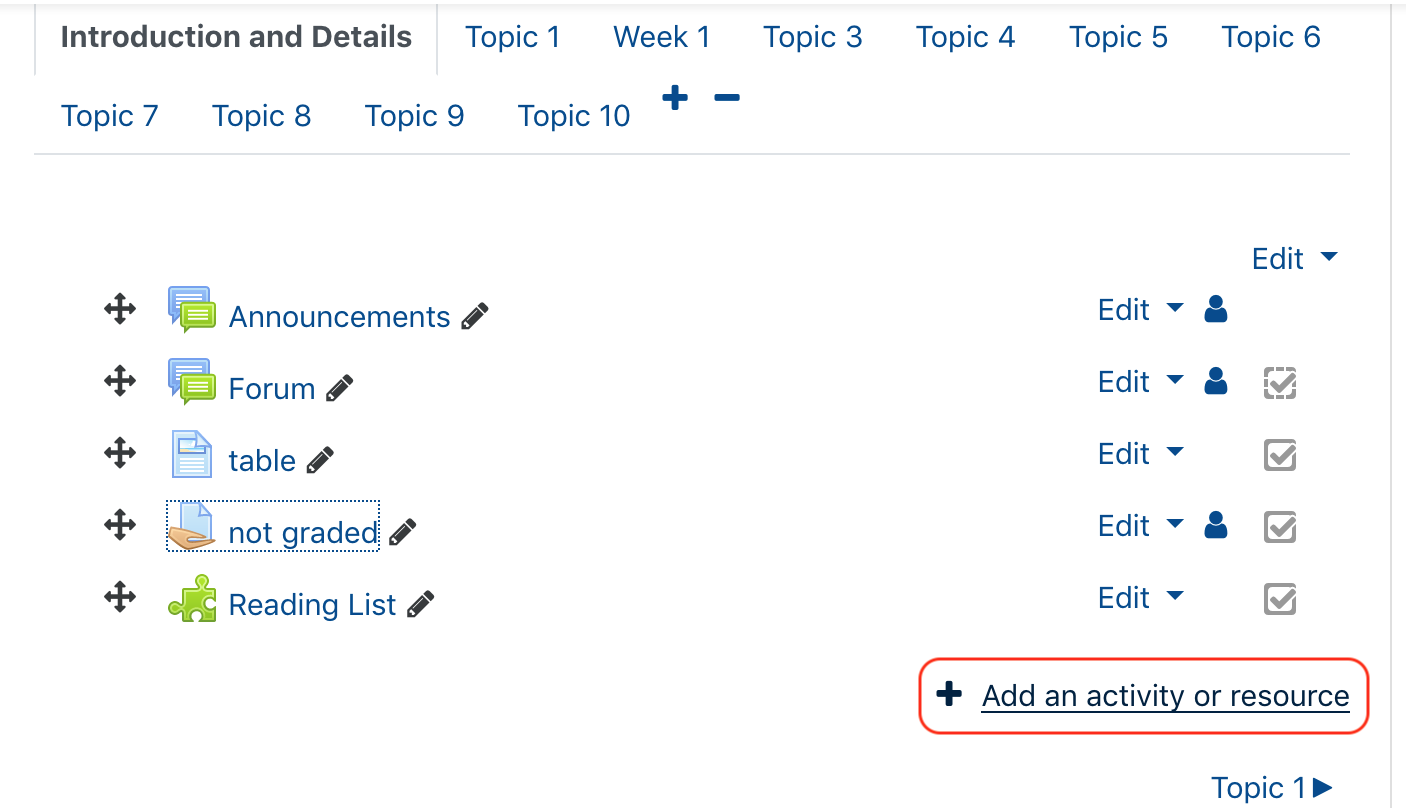 Introduction and Details Topic 1 Week 1 Topic 3 Topic 4 Topic 5 Topic 6
Topic 7 Topic 8 Topic 9 Topic 10
Edit
Announcements Edit
Forum Edit
table Edit
not graded Edit
Reading List Edit
Add an activity or resource
Topic 1